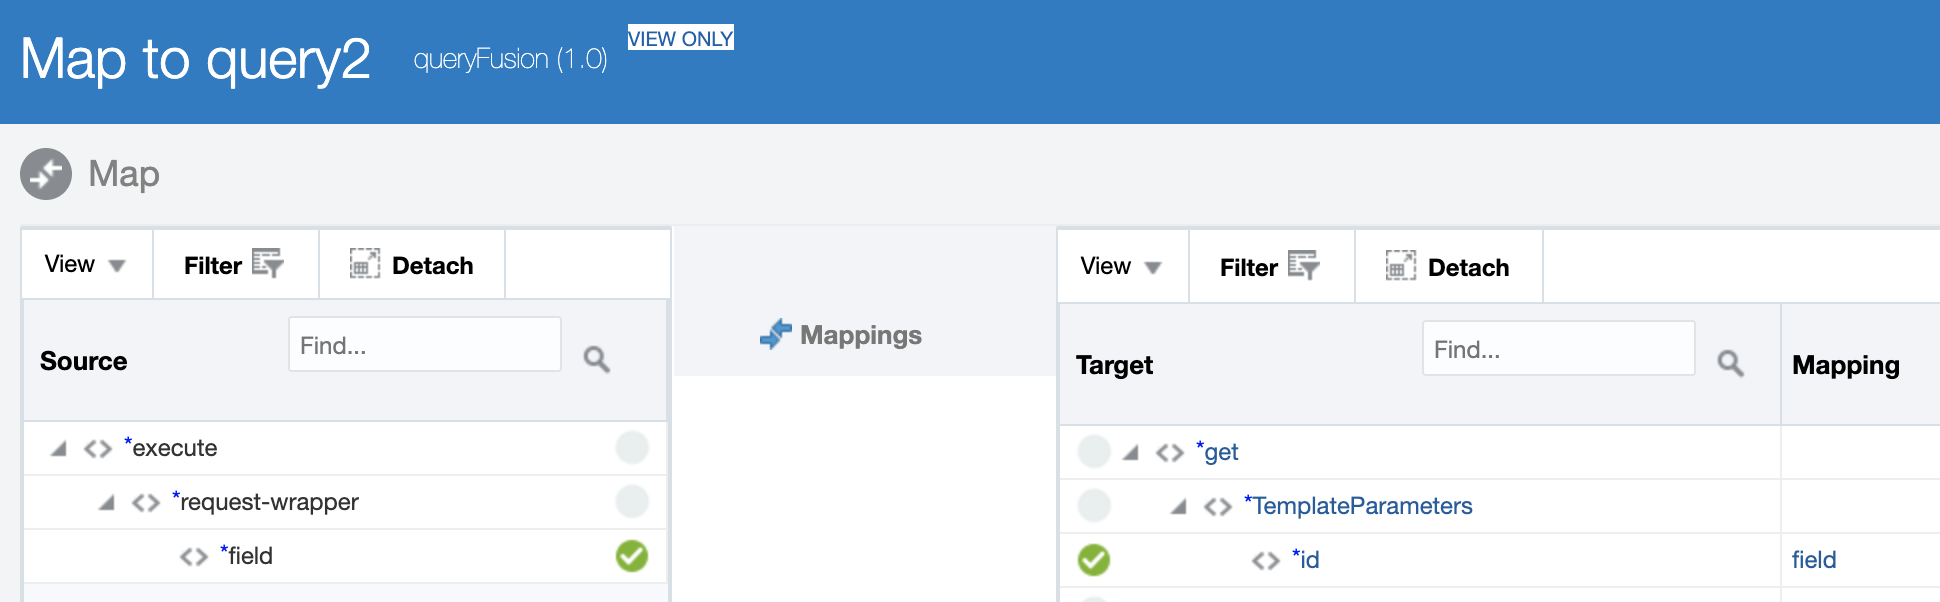 Map to query2 queryFusion (1.0) VIEW ONLY
Map
View Filter Detach
Source Find...
*execute
*request-wrapper
*field
Mappings
View Filter Detach
Target Find... Mapping
*get
*TemplateParameters
*id field